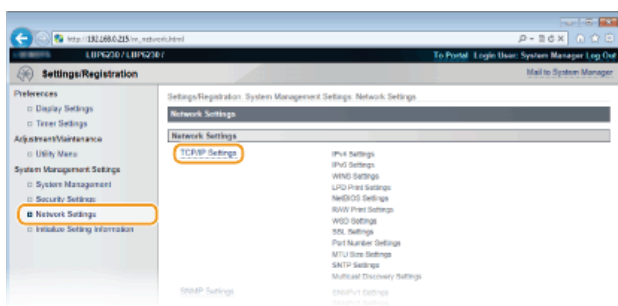 http://192.168.0.215/m_network.html
LBP6230 / LBP6230 /
To Portal Login User: System Manager Log Out
Settings/Registration
Mail to System Manager
Preferences
Display Settings
Timer Settings
Adjustment/Maintenance
Utility Menu
System Management Settings
System Management
Security Settings
Network Settings
Initialize Setting Information
Settings/Registration: System Management Settings: Network Settings
Network Settings
Network Settings
TCP/IP Settings
IPv4 Settings
IPv6 Settings
WINS Settings
LPD Print Settings
NetBIOS Settings
RAW Print Settings
WSD Settings
SSL Settings
Port Number Settings
MTU Size Settings
SNTP Settings
Multicast Discovery Settings
SNMP Settings
SNMPv1 Settings